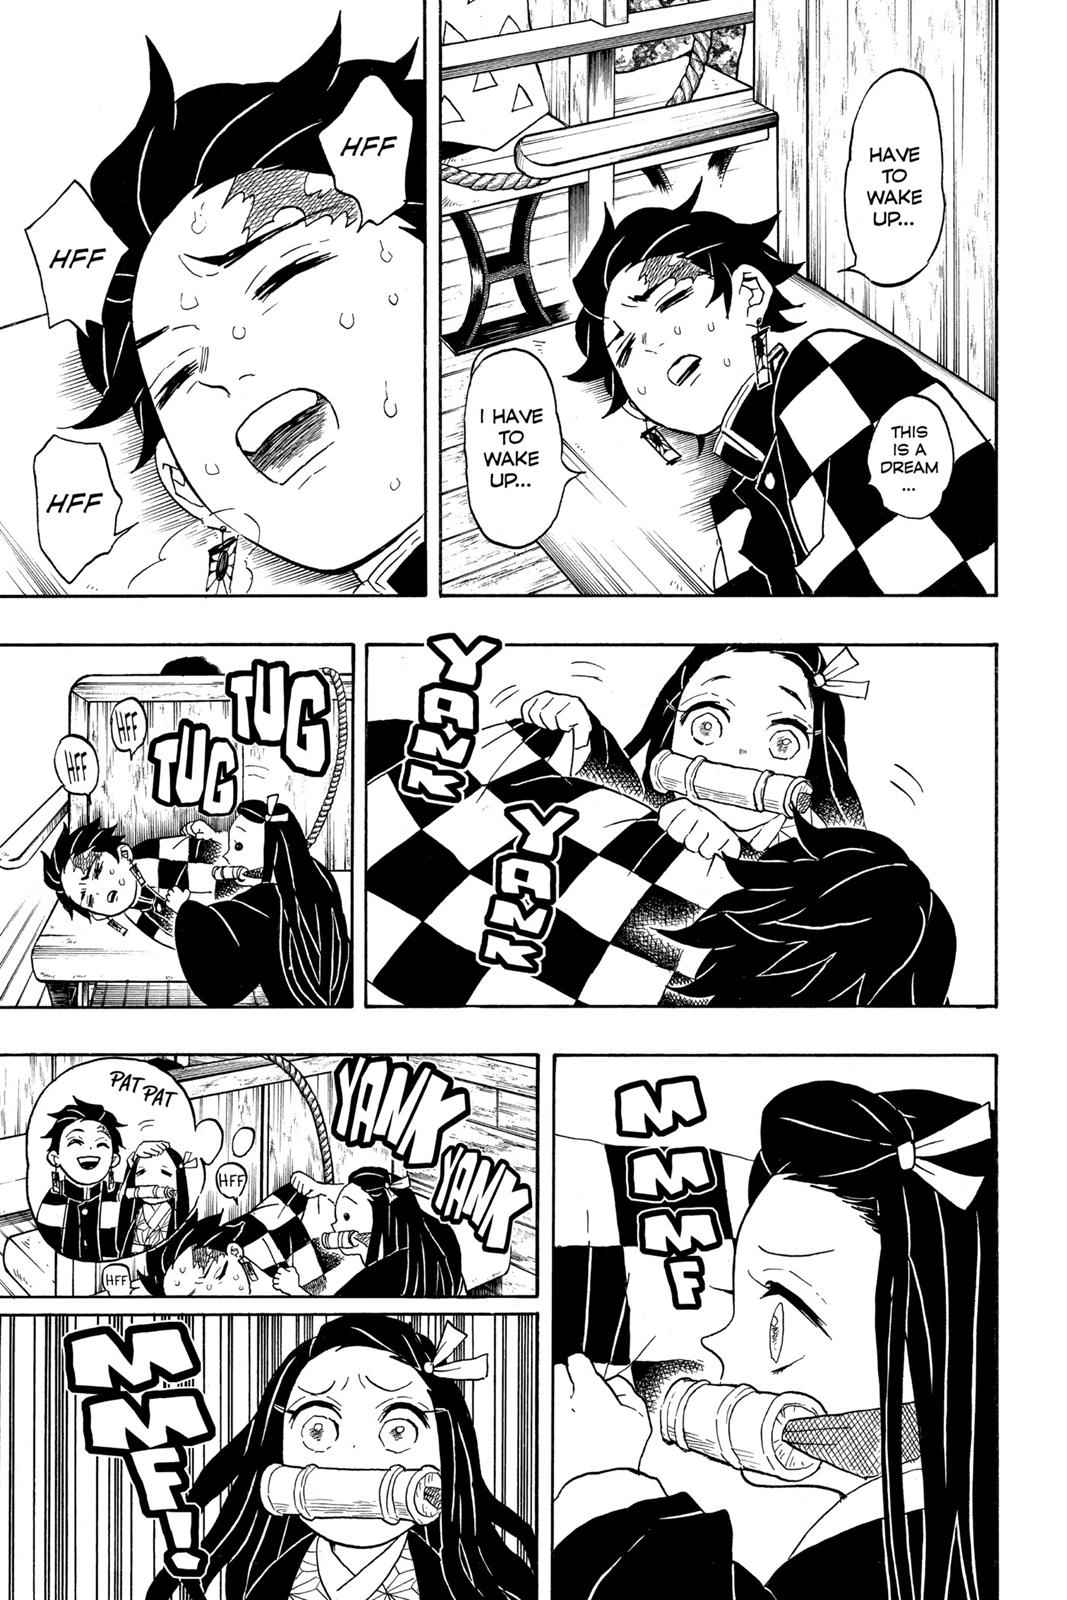 HAVE
TO
WAKE
UP...
THIS
IS A
DREAM
...
I HAVE
TO
WAKE
UP...
HFF
HFF
HFF
YANK
YANK
TUG
TUG
HFF
HFF
MMMF
YANK
YANK
PAT PAT
HFF
HFF
MMF!